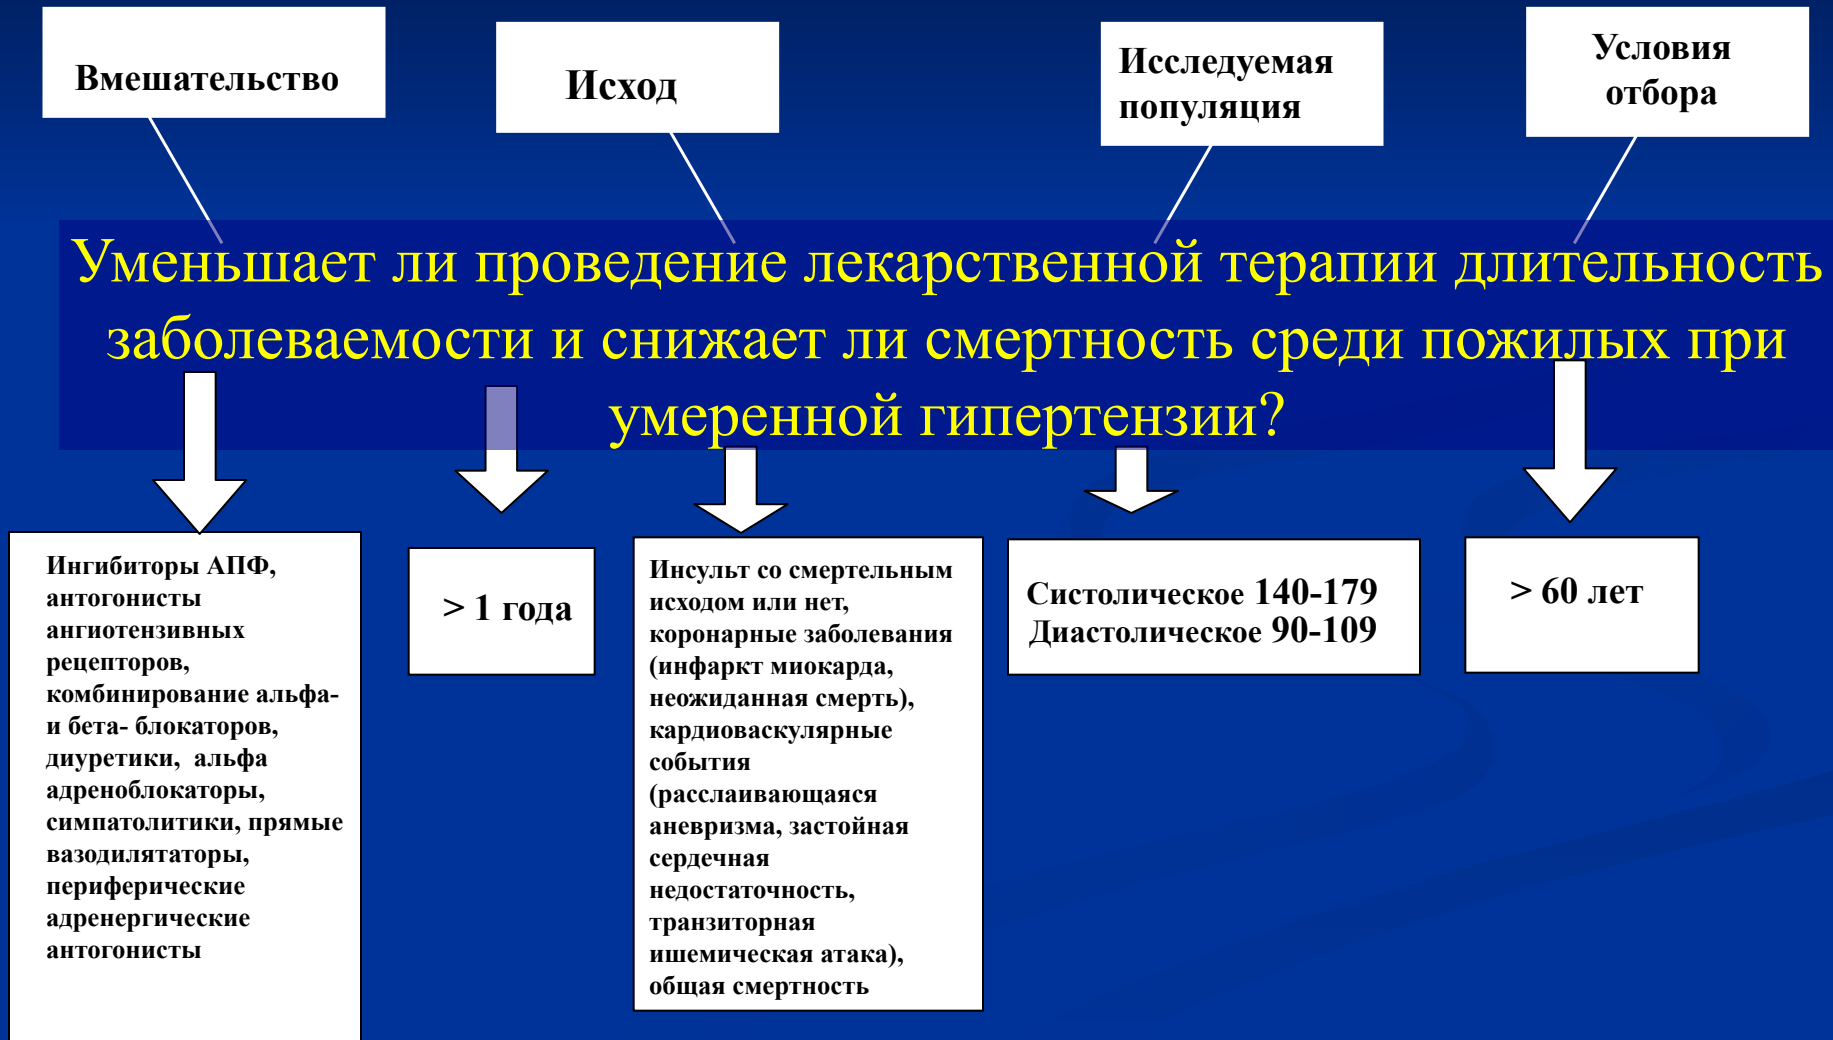 Вмешательство
Исход
Исследуемая
популяция
Условия
отбора
Уменьшает ли проведение лекарственной терапии длительность
заболеваемости и снижает ли смертность среди пожилых при
умеренной гипертензии?
Ингибиторы АПФ,
антогонисты
ангиотензивных
рецепторов,
комбинирование альфа-
и бета- блокаторов,
диуретики, альфа
адреноблокаторы,
симпатолитики, прямые
вазодилятаторы,
периферические
адренергические
антогонисты
> 1 года
Инсульт со смертельным
исходом или нет,
коронарные заболевания
(инфаркт миокарда,
неожиданная смерть),
кардиоваскулярные
события
(расслаивающаяся
аневризма, застойная
сердечная
недостаточность,
транзиторная
ишемическая атака),
общая смертность
Систолическое 140-179
Диастолическое 90-109
> 60 лет